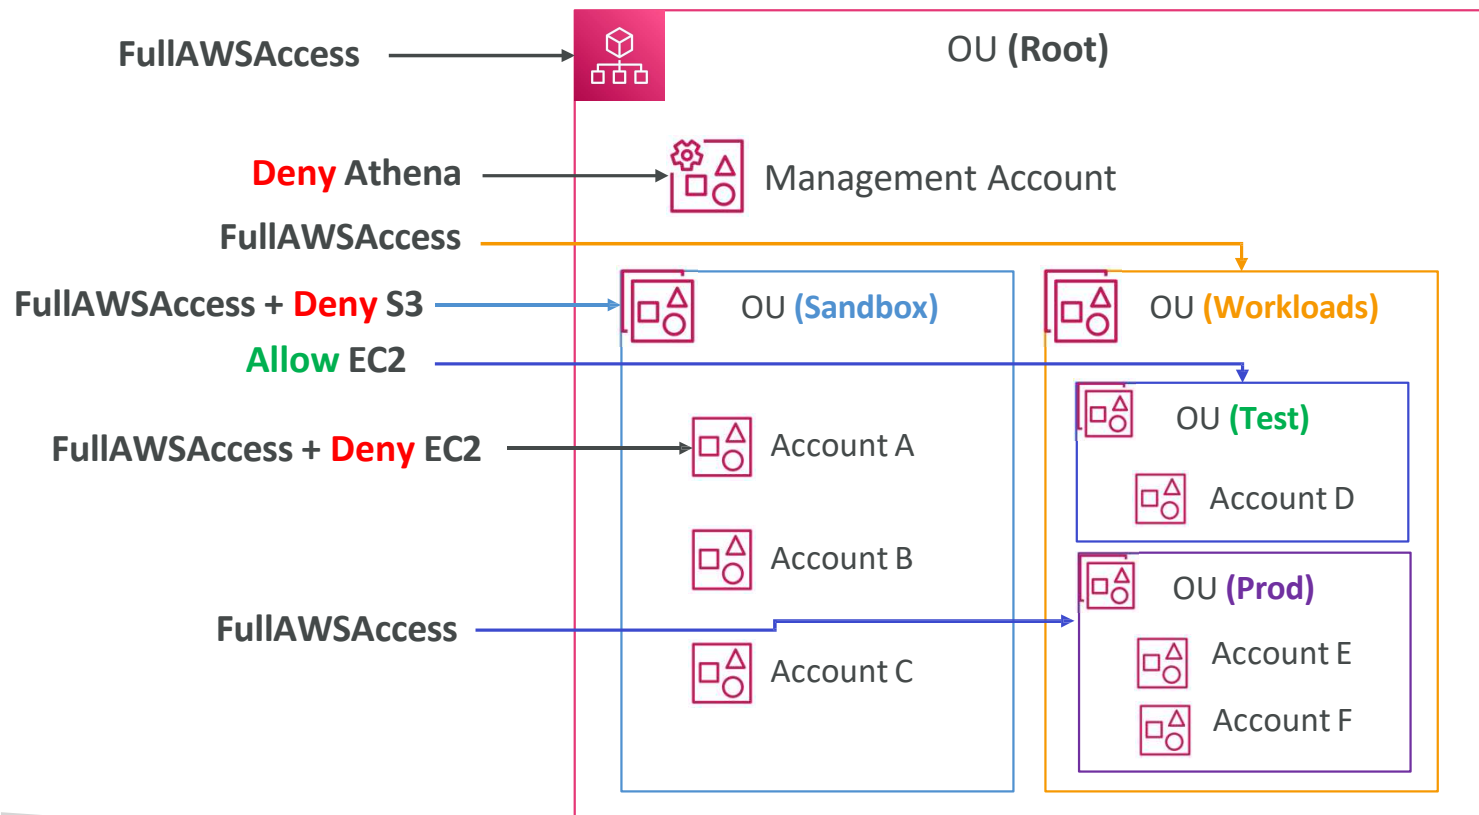 FullAWSAccess
OU (Root)
Deny Athena
Management Account
FullAWSAccess
FullAWSAccess + Deny S3
OU (Sandbox)
OU (Workloads)
Allow EC2
OU (Test)
FullAWSAccess + Deny EC2
Account A
Account D
Account B
OU (Prod)
FullAWSAccess
Account C
Account E
Account F